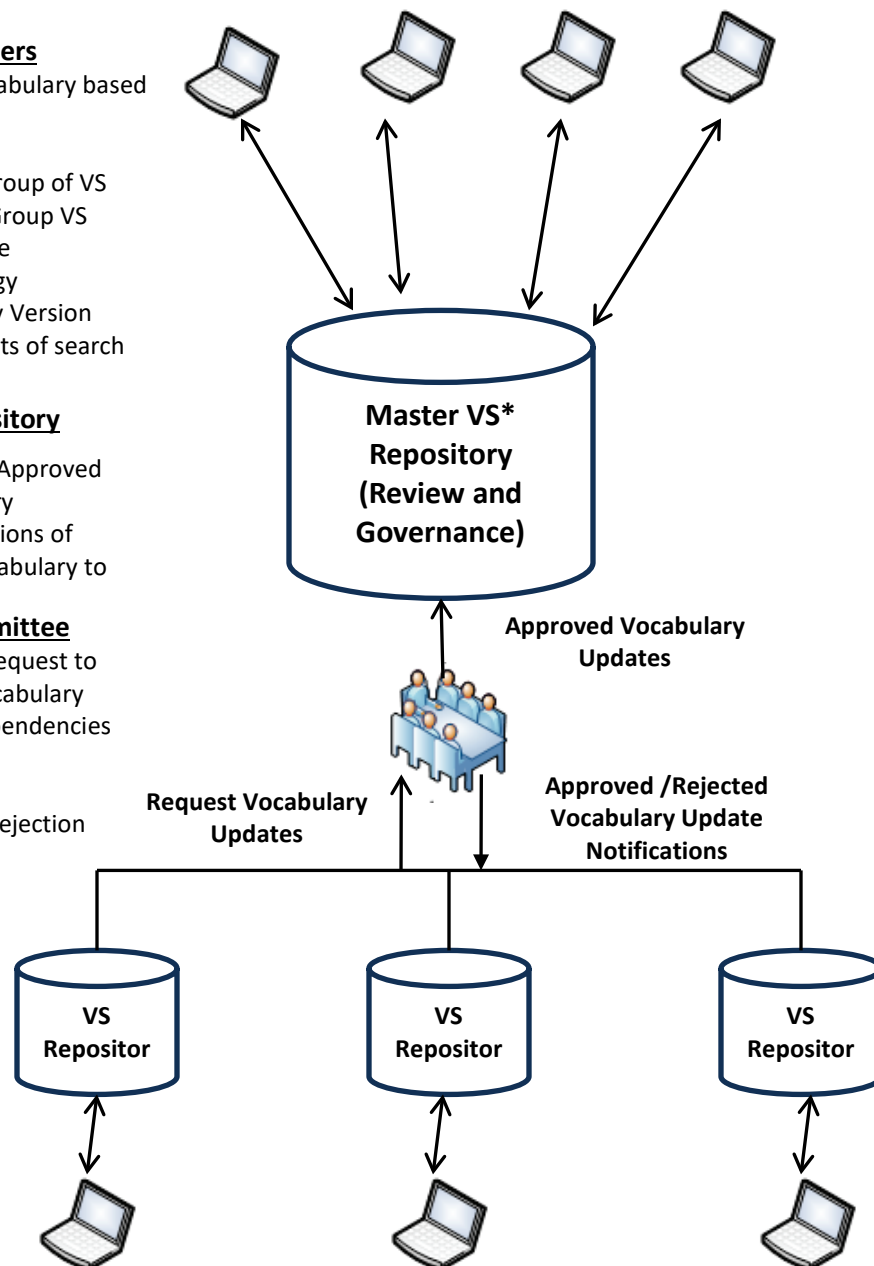 ers
abulary based
roup of VS
Group VS
e
gy
y Version
ts of search
sitory
Approved
ry
ions of
abulary to
mittee
equest to
cabulary
pendencies
ejection
Master VS*
Repository
(Review and
Governance)
Approved Vocabulary
Updates
Request Vocabulary
Updates
Approved /Rejected
Vocabulary Update
Notifications
VS
Repositor
VS
Repositor
VS
Repositor